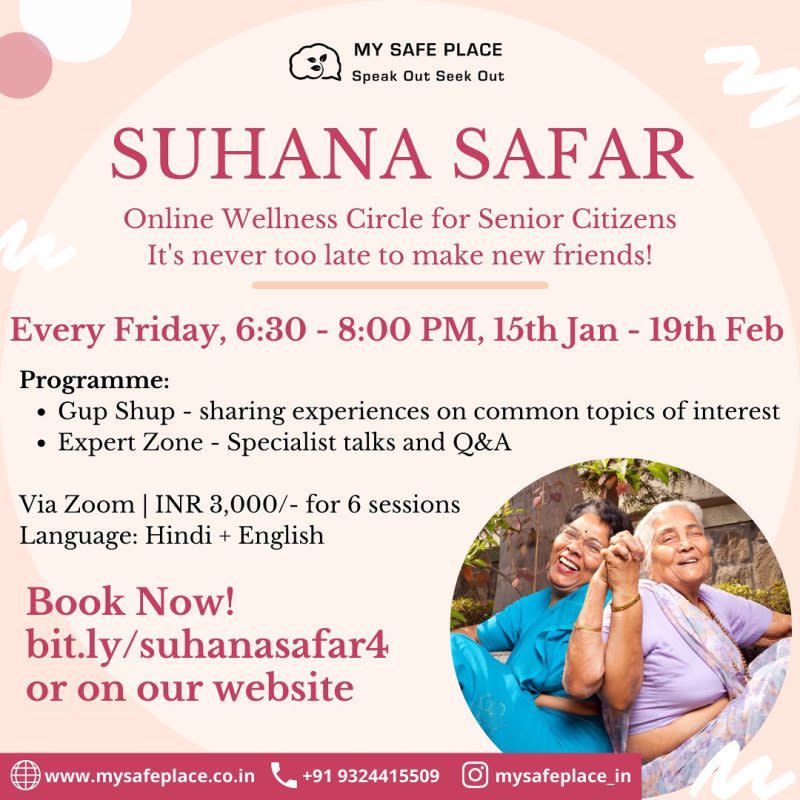 MY SAFE PLACE
Speak Out Seek Out
SUHANA SAFAR
Online Wellness Circle for Senior Citizens
It's never too late to make new friends!
Every Friday, 6:30 - 8:00 PM, 15th Jan - 19th Feb
Programme:
• Gup Shup - sharing experiences on common topics of interest
• Expert Zone - Specialist talks and Q&A
Via Zoom | INR 3,000/- for 6 sessions
Language: Hindi + English
Book Now!
bit.ly/suhanasafar4
or on our website
www.mysafeplace.co.in +91 9324415509 mysafeplace_in